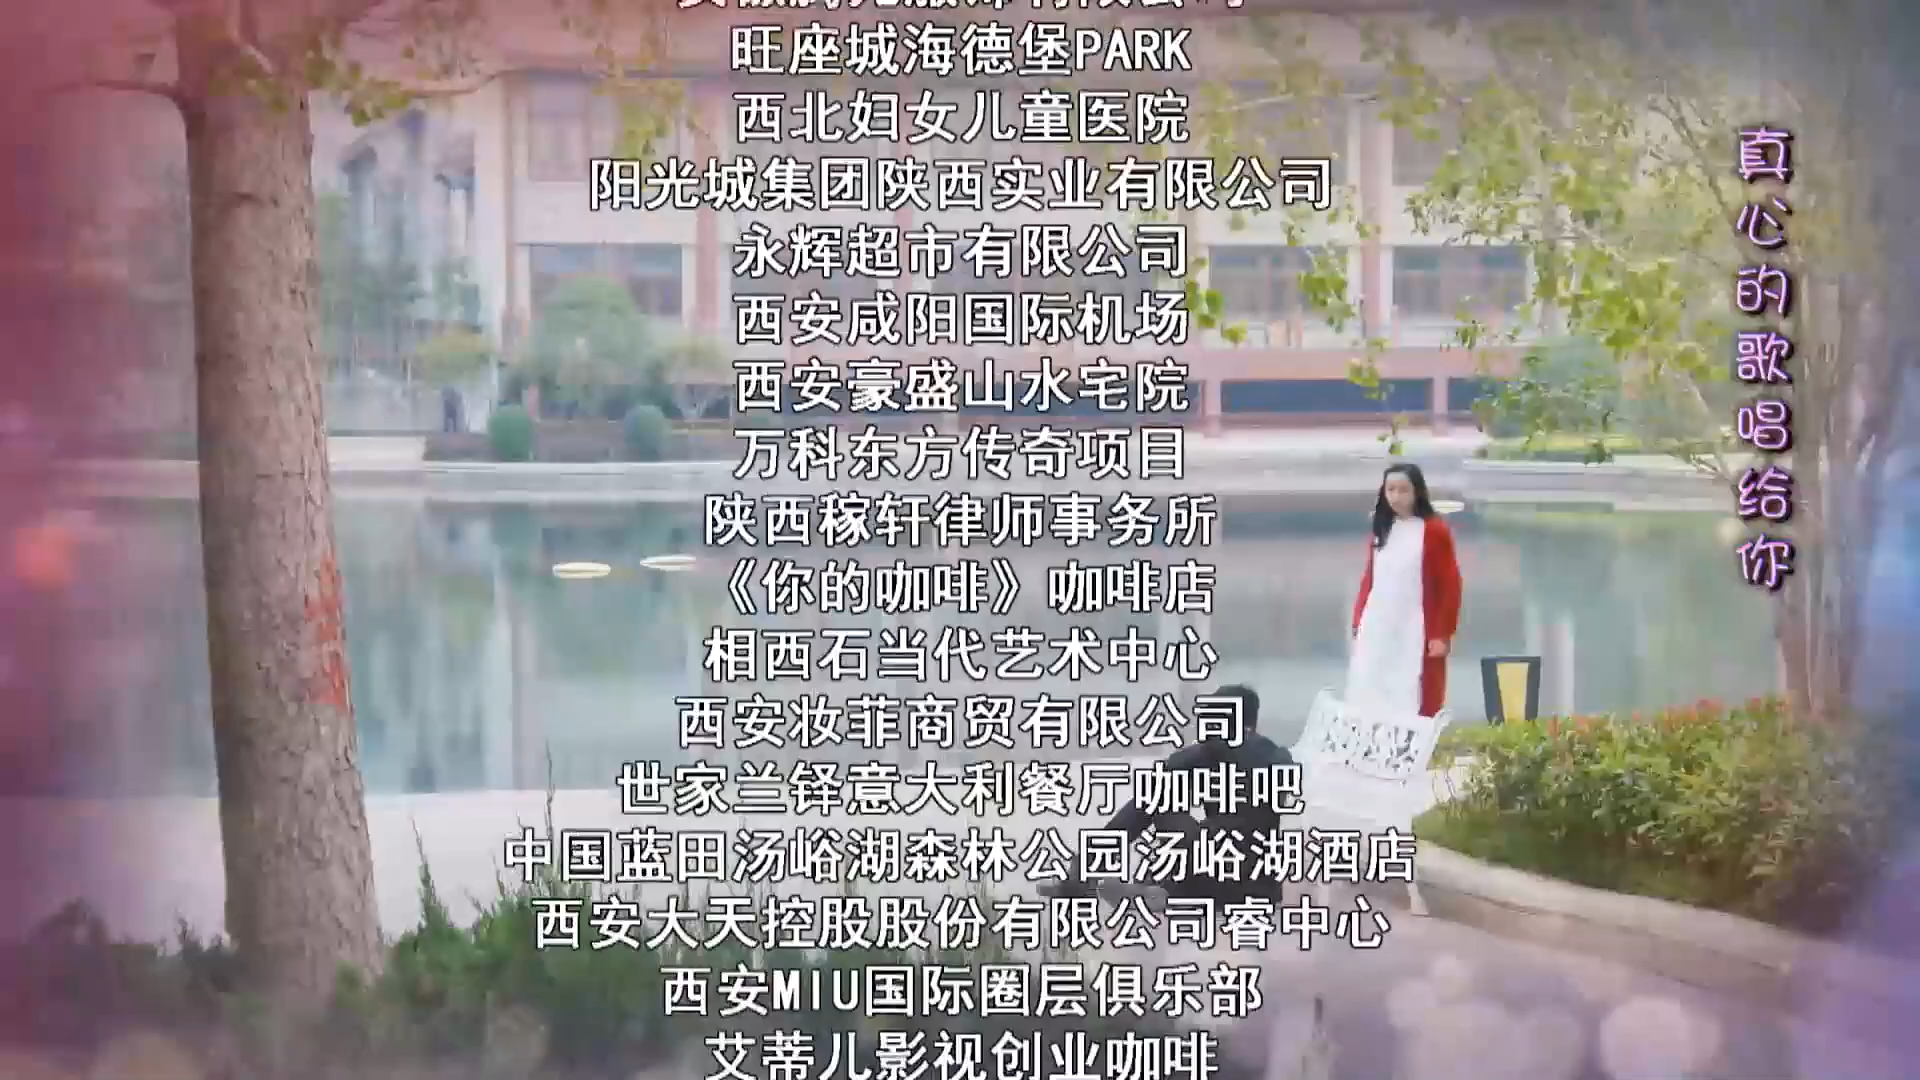 旺座城海德堡PARK
西北妇女儿童医院
阳光城集团陕西实业有限公司
永辉超市有限公司
西安咸阳国际机场
西安豪盛山水宅院
万科东方传奇项目
陕西稼轩律师事务所
《你的咖啡》咖啡店
相西石当代艺术中心
西安妆菲商贸有限公司
世家兰铎意大利餐厅咖啡吧
中国蓝田汤峪湖森林公园汤峪湖酒店
西安大天控股股份有限公司睿中心
西安MIU国际圈层俱乐部
艾蒂儿影视创业咖啡
真心的歌唱给你